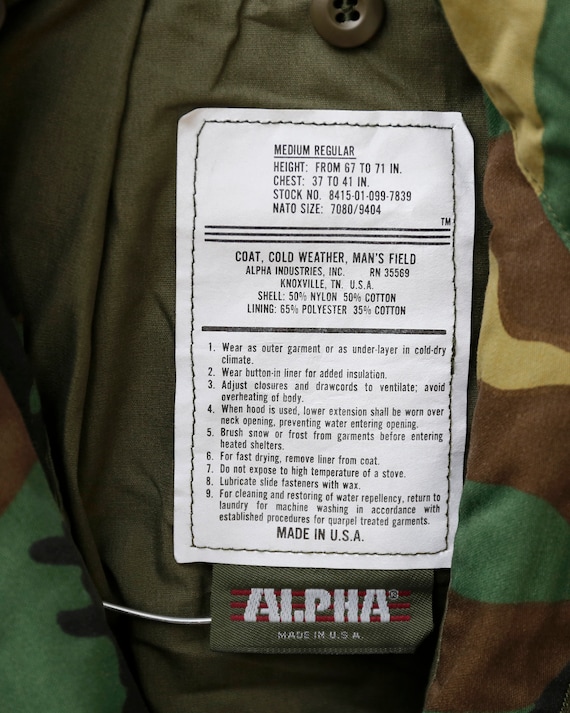 MEDIUM REGULAR
HEIGHT: FROM 67 TO 71 IN.
CHEST: 37 TO 41 IN.
STOCK NO. 8415-01-099-7839
NATO SIZE: 7080/9404
TM
COAT, COLD WEATHER, MAN'S FIELD
ALPHA INDUSTRIES, INC. RN 35569
KNOXVILLE, TN. U.S.A.
SHELL: 50% NYLON 50% COTTON
LINING: 65% POLYESTER 35% COTTON
1. Wear as outer garment or as under-layer in cold-dry
climate.
2. Wear button-in liner for added insulation.
3. Adjust closures and drawcords to ventilate; avoid
overheating of body.
4. When hood is used, lower extension shall be worn over
neck opening, preventing water entering opening.
5. Brush snow or frost from garments before entering
heated shelters.
6. For fast drying, remove liner from coat.
7. Do not expose to high temperature of a stove.
8. Lubricate slide fasteners with wax.
9. For cleaning and restoring of water repellency, return to
laundry for machine washing in accordance with
established procedures for quarpel treated garments.
MADE IN U.S.A.
ALPHA®
MADE IN U.S.A.